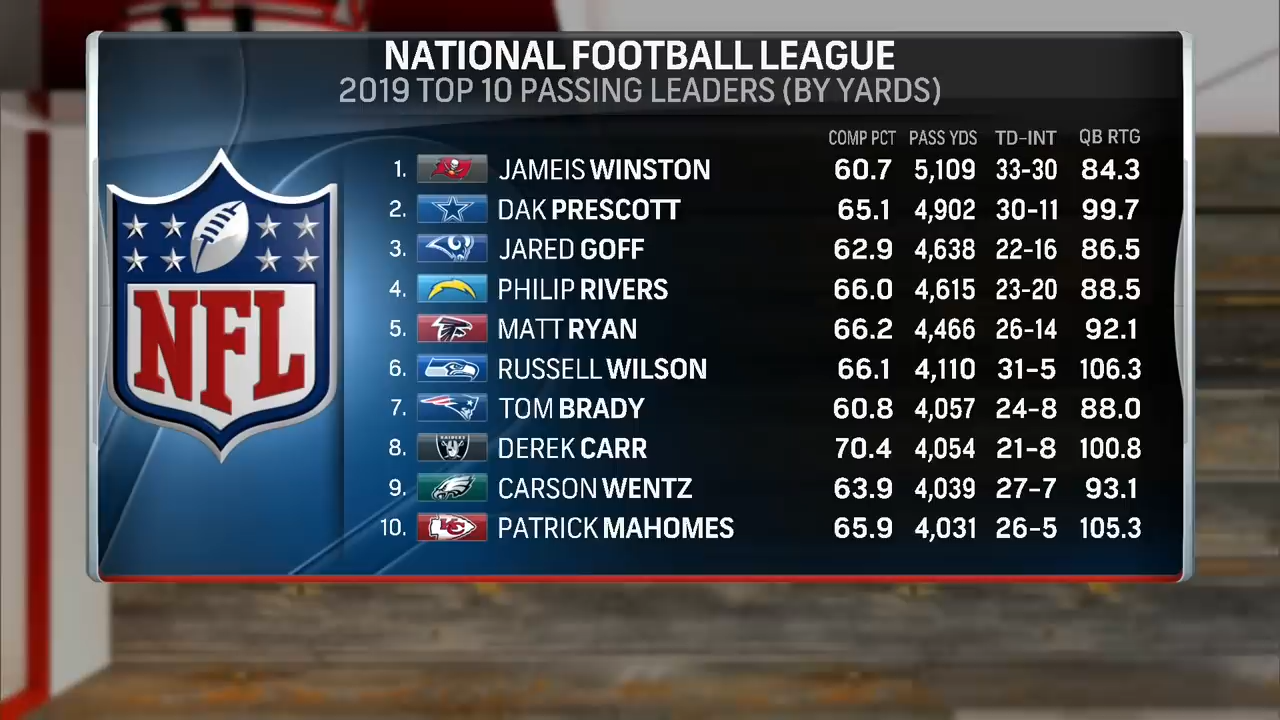 NATIONAL FOOTBALL LEAGUE
2019 TOP 10 PASSING LEADERS (BY YARDS)
COMP PCT PASS YDS TD-INT QB RTG
1. JAMEIS WINSTON 60.7 5,109 33-30 84.3
2. DAK PRESCOTT 65.1 4,902 30-11 99.7
3. JARED GOFF 62.9 4,638 22-16 86.5
4. PHILIP RIVERS 66.0 4,615 23-20 88.5
5. MATT RYAN 66.2 4,466 26-14 92.1
6. RUSSELL WILSON 66.1 4,110 31-5 106.3
7. TOM BRADY 60.8 4,057 24-8 88.0
8. RAIDERS DEREK CARR 70.4 4,054 21-8 100.8
9. CARSON WENTZ 63.9 4,039 27-7 93.1
10. KC PATRICK MAHOMES 65.9 4,031 26-5 105.3
NFL